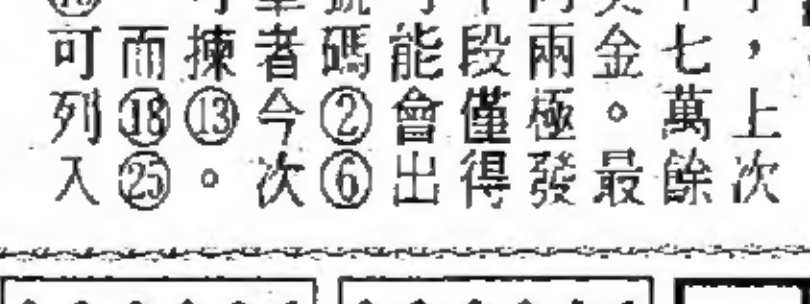 ，上次
七萬餘
金。最
兩極發
段僅得
能會出
碼②⑥
者今次
揀⑬。
而⑱㉕
可列入